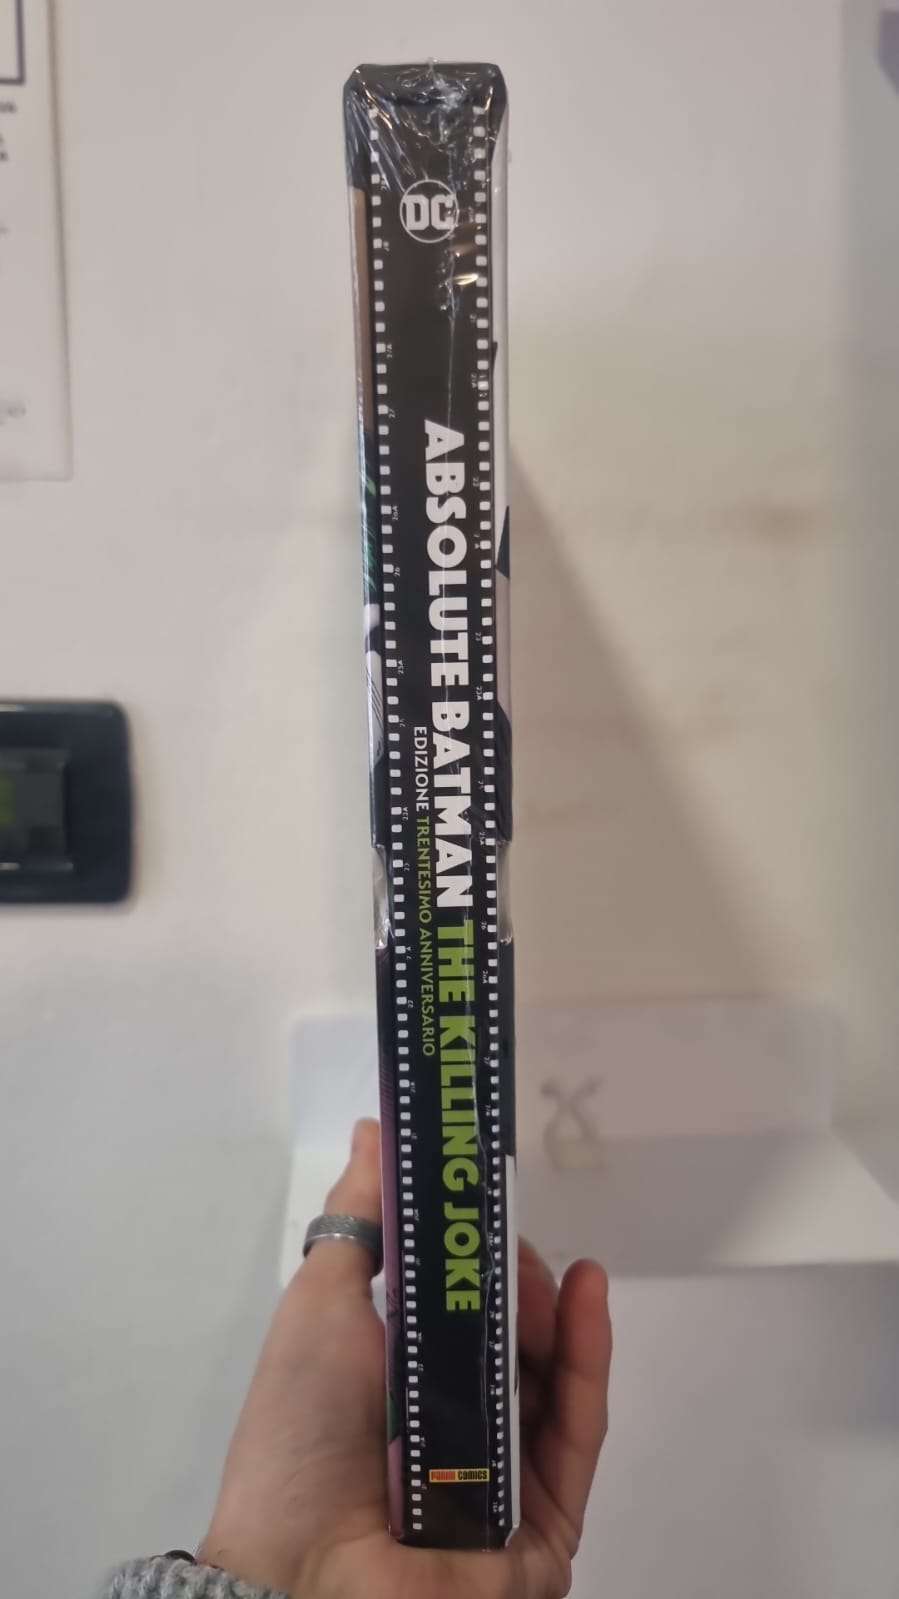 DC
ABSOLUTE BATMAN THE KILLING JOKE
EDIZIONE TRENTESIMO ANNIVERSARIO
PANINI COMICS